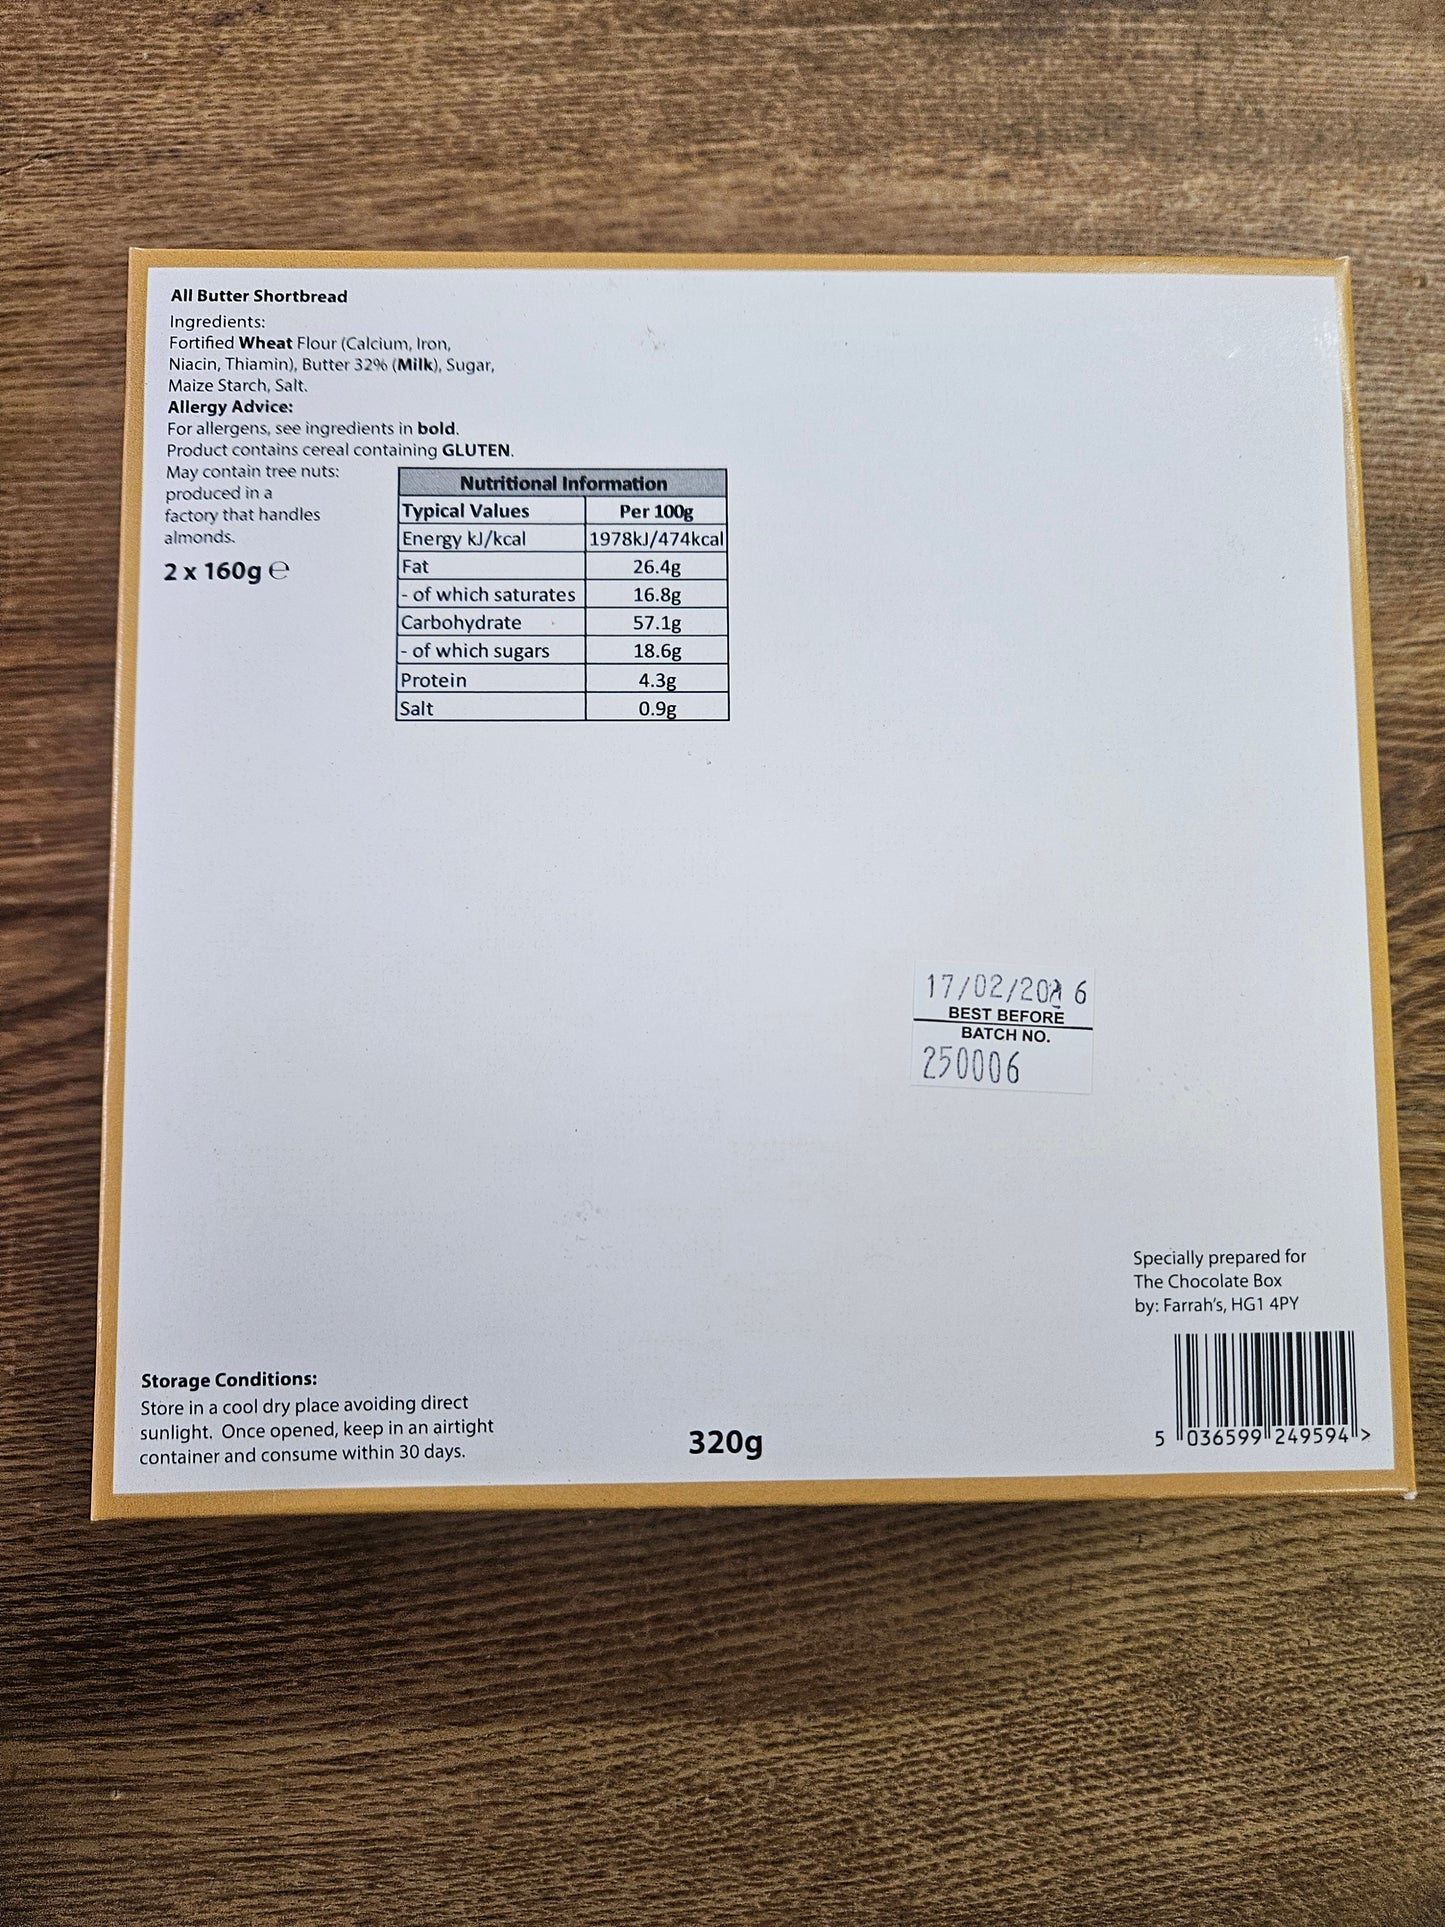 All Butter Shortbread
Ingredients:
Fortified Wheat Flour (Calcium, Iron,
Niacin, Thiamin), Butter 32% (Milk), Sugar,
Maize Starch, Salt.
Allergy Advice:
For allergens, see ingredients in bold.
Product contains cereal containing GLUTEN.
May contain tree nuts:
produced in a
factory that handles
almonds.
2 x 160g ℮
Nutritional Information
Typical Values Per 100g
Energy kJ/kcal 1978kJ/474kcal
Fat 26.4g
- of which saturates 16.8g
Carbohydrate 57.1g
- of which sugars 18.6g
Protein 4.3g
Salt 0.9g
17/02/2026
BEST BEFORE
BATCH NO.
250006
Specially prepared for
The Chocolate Box
by: Farrah's, HG1 4PY
5 036599 249594 >
Storage Conditions:
Store in a cool dry place avoiding direct
sunlight. Once opened, keep in an airtight
container and consume within 30 days.
320g